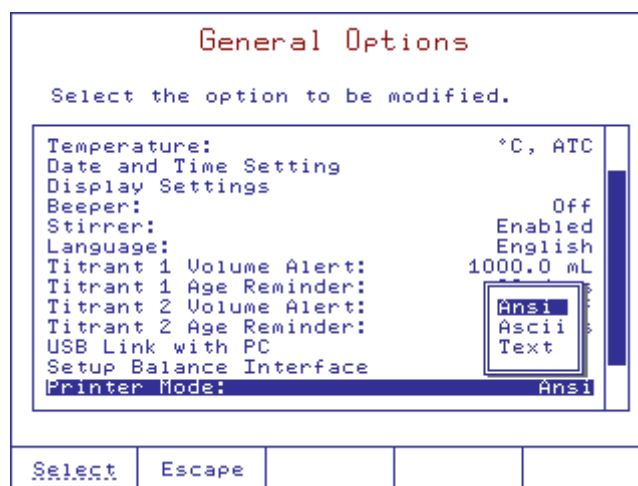 General Options
Select the option to be modified.
Temperature: °C, ATC
Date and Time Setting
Display Settings
Beeper: Off
Stirrer: Enabled
Language: English
Titrant 1 Volume Alert: 1000.0 mL
Titrant 1 Age Reminder:
Titrant 2 Volume Alert:
Titrant 2 Age Reminder:
USB Link with PC
Setup Balance Interface
Printer Mode: Ansi
Ansi
Ascii
Text
Select Escape